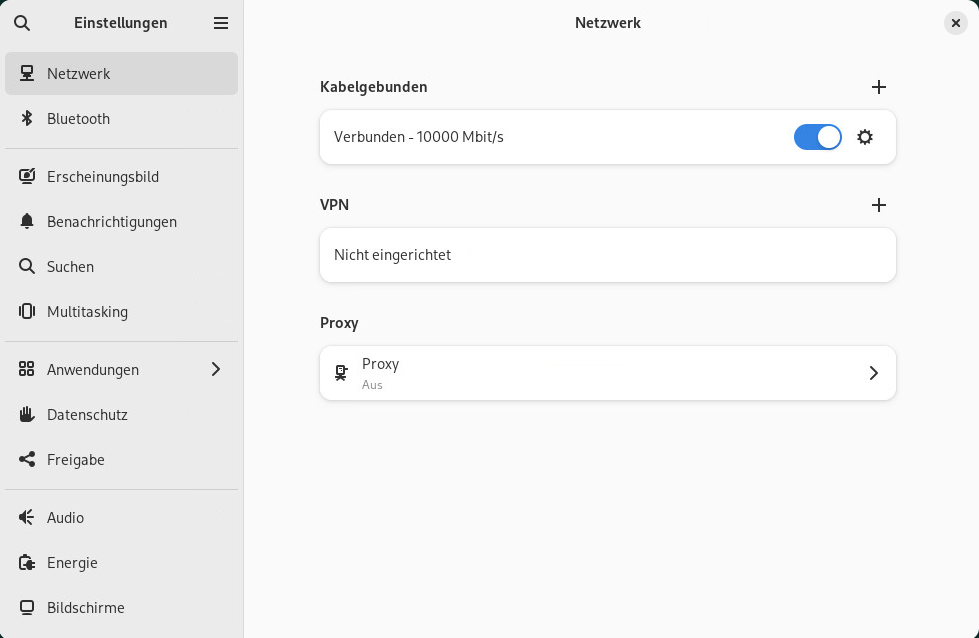 Einstellungen
Netzwerk
Netzwerk
Bluetooth
Erscheinungsbild
Benachrichtigungen
Suchen
Multitasking
Anwendungen
Datenschutz
Freigabe
Audio
Energie
Bildschirme
Kabelgebunden
Verbunden - 10000 Mbit/s
VPN
Nicht eingerichtet
Proxy
Proxy
Aus